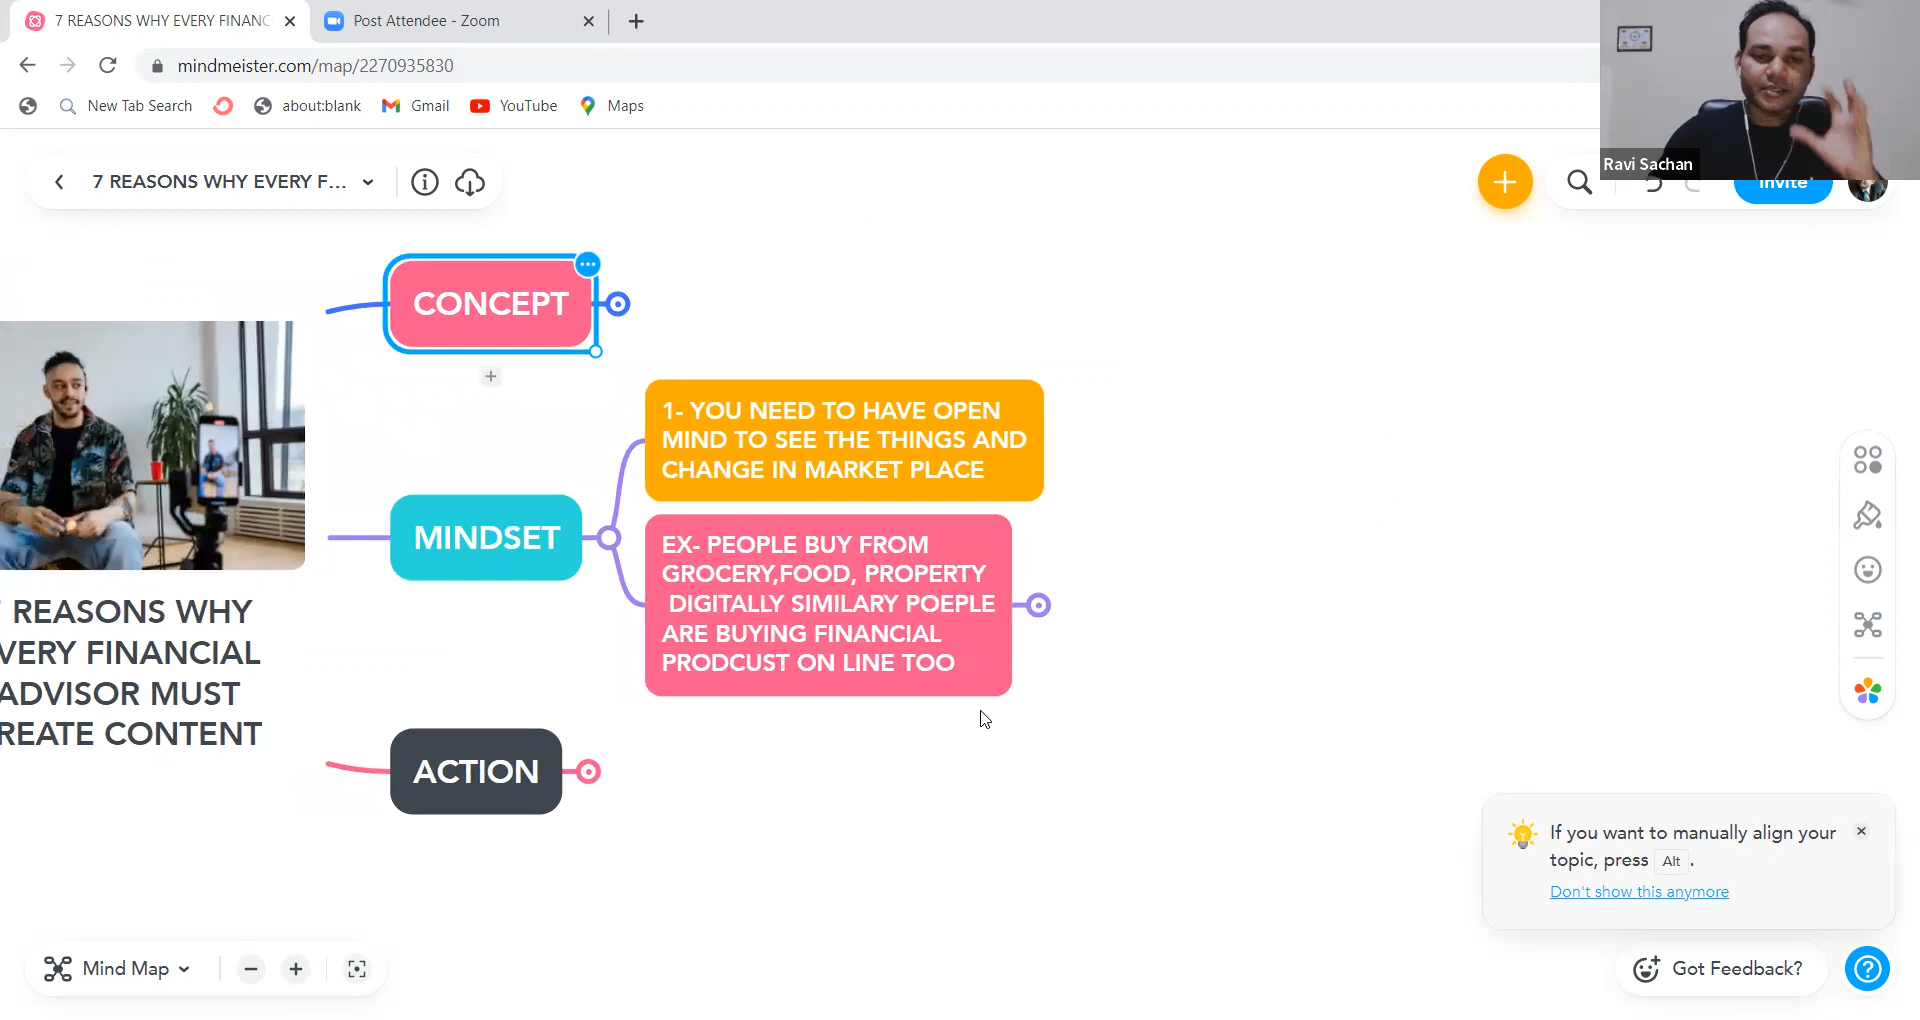 7 REASONS WHY EVERY FINANC
Post Attendee - Zoom
mindmeister.com/map/2270935830
New Tab Search
about:blank
Gmail
YouTube
Maps
Ravi Sachan
7 REASONS WHY EVERY F...
Invite
CONCEPT
1- YOU NEED TO HAVE OPEN
MIND TO SEE THE THINGS AND
CHANGE IN MARKET PLACE
MINDSET
EX- PEOPLE BUY FROM
GROCERY,FOOD, PROPERTY
DIGITALLY SIMILARY POEPLE
ARE BUYING FINANCIAL
PRODCUST ON LINE TOO
REASONS WHY
VERY FINANCIAL
ADVISOR MUST
REATE CONTENT
ACTION
If you want to manually align your
topic, press Alt .
Don't show this anymore
Mind Map
Got Feedback?